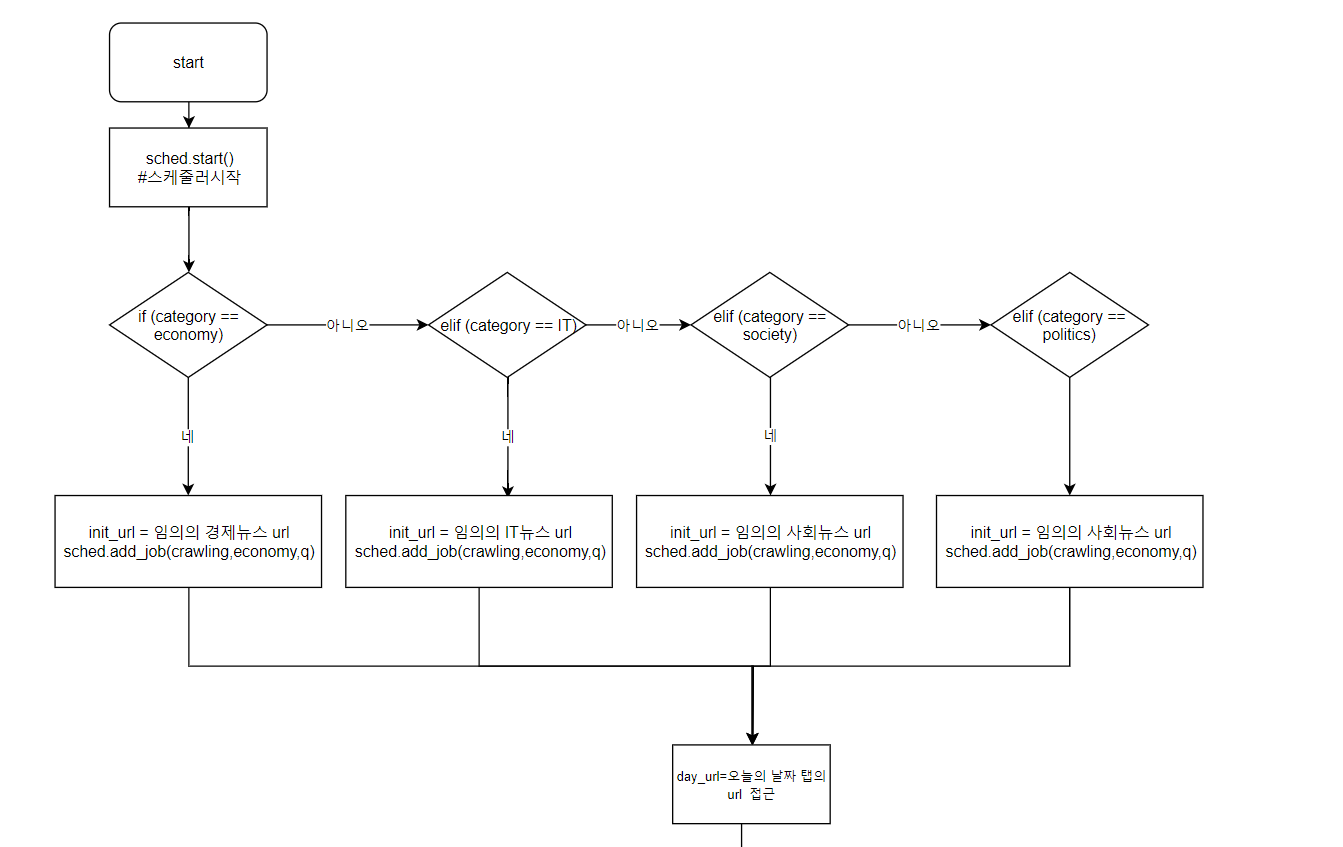 start
sched.start()
#스케줄러시작
if (category ==
economy)
아니오
elif (category == IT)
아니오
elif (category ==
society)
아니오
elif (category ==
politics)
네
네
네
init_url = 임의의 경제뉴스 url
sched.add_job(crawling,economy,q)
init_url = 임의의 IT뉴스 url
sched.add_job(crawling,economy,q)
init_url = 임의의 사회뉴스 url
sched.add_job(crawling,economy,q)
init_url = 임의의 사회뉴스 url
sched.add_job(crawling,economy,q)
day_url=오늘의 날짜 탭의
url 접근